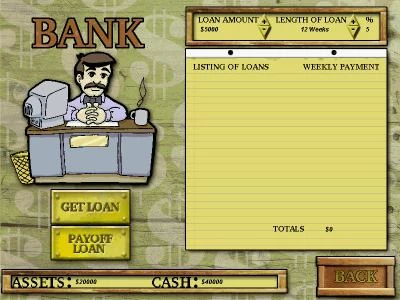 BANK
LOAN AMOUNT LENGTH OF LOAN %
$5000 12 Weeks 5
LISTING OF LOANS WEEKLY PAYMENT
GET LOAN
PAYOFF
LOAN
TOTALS $0
BACK
ASSETS: $20000 CASH: $40000